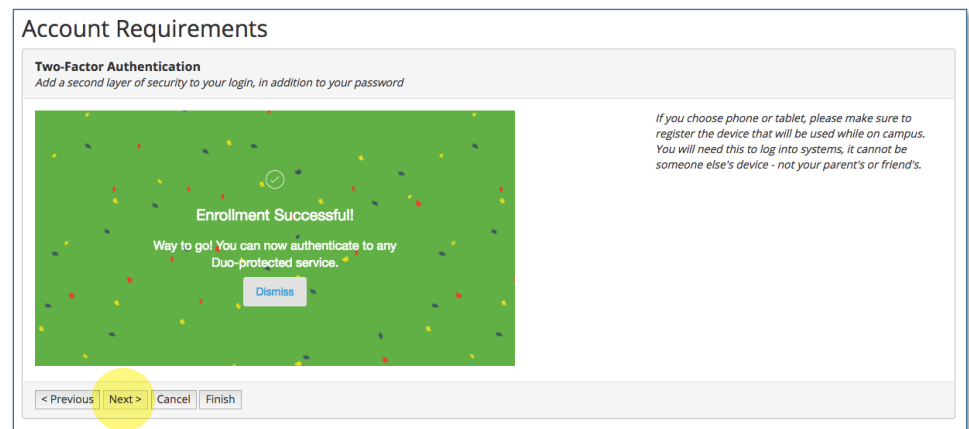 Account Requirements
Two-Factor Authentication
Add a second layer of security to your login, in addition to your password
Enrollment Successful!
Way to go! You can now authenticate to any
Duo-protected service.
Dismiss
If you choose phone or tablet, please make sure to
register the device that will be used while on campus.
You will need this to log into systems, it cannot be
someone else's device - not your parent's or friend's.
< Previous Next > Cancel Finish